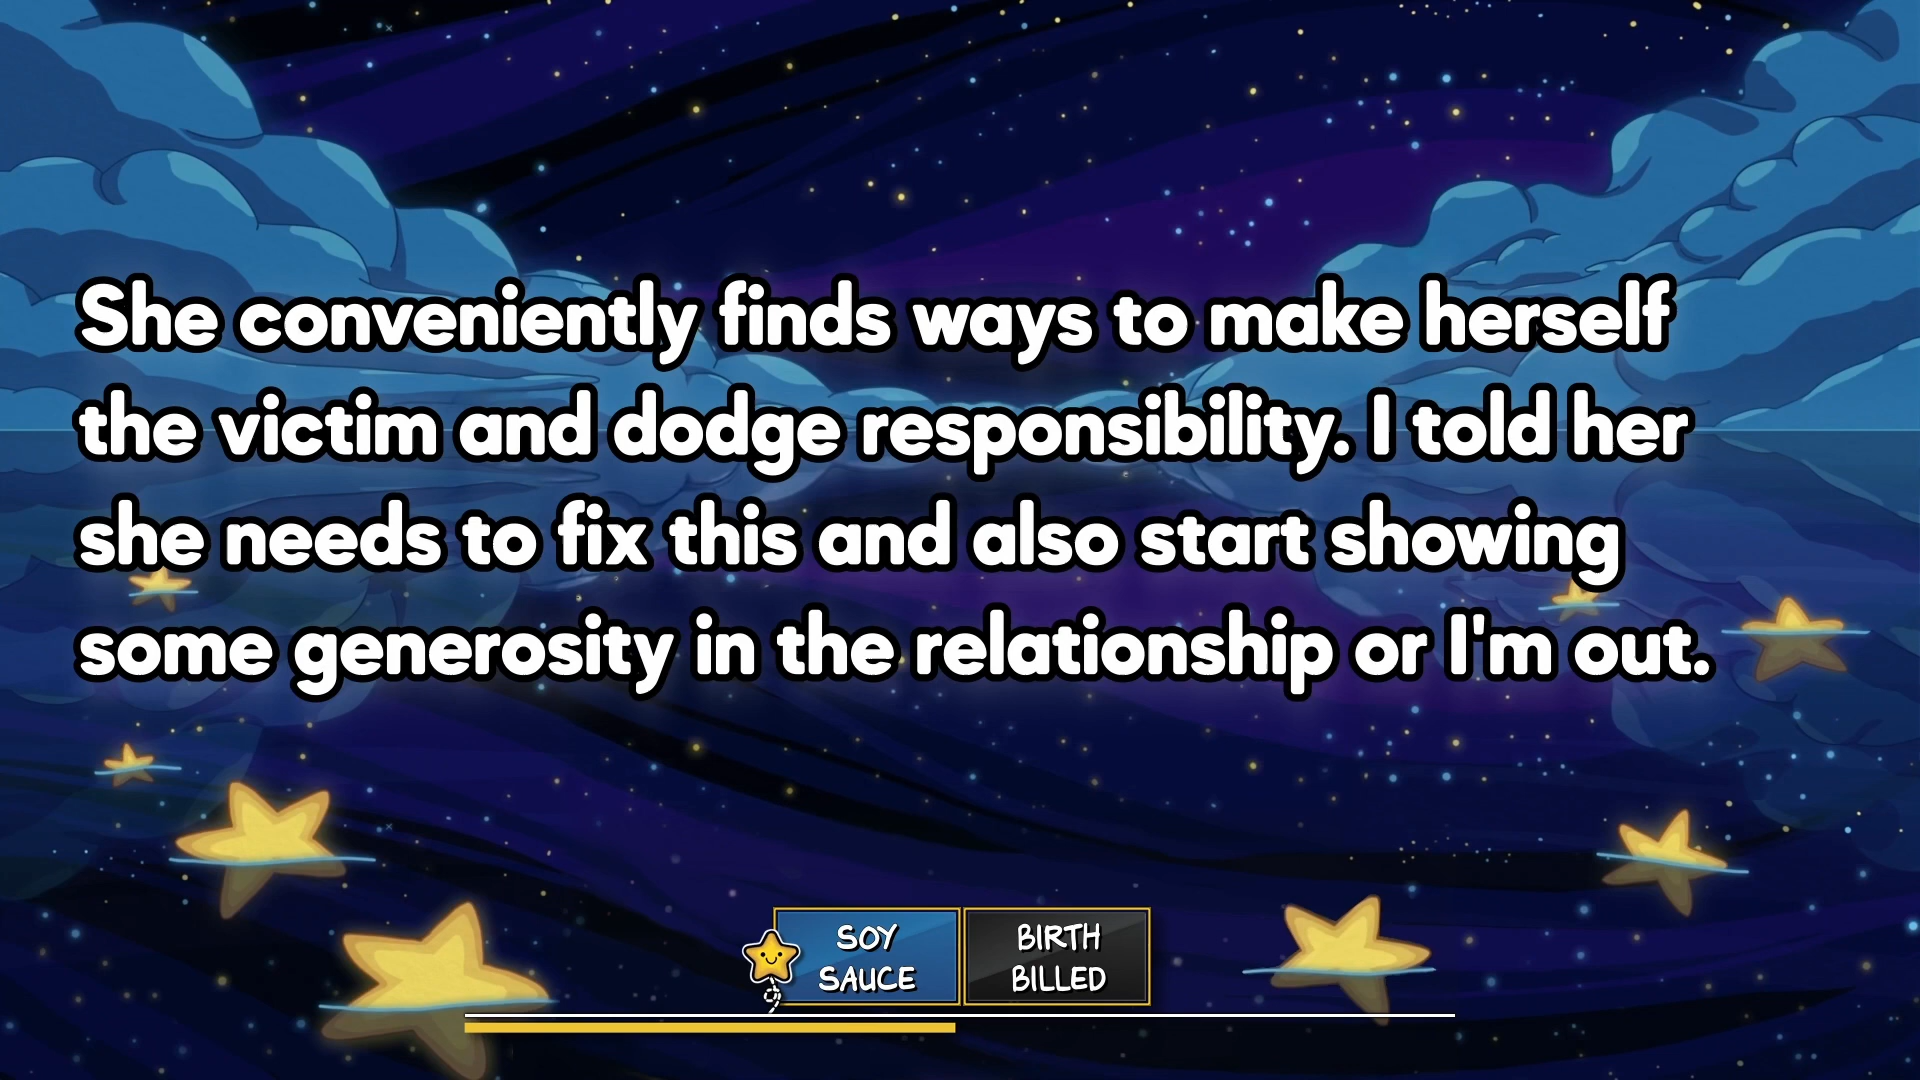 She conveniently finds ways to make herself
the victim and dodge responsibility. I told her
she needs to fix this and also start showing
some generosity in the relationship or I'm out.
SOY
SAUCE
BIRTH
BILLED